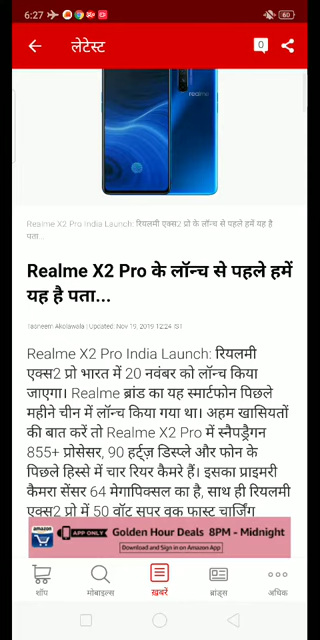 6:27
60
लेटेस्ट
0
Realme X2 Pro India Launch: रियलमी एक्स2 प्रो के लॉन्च से पहले हमें यह है
पता...
Realme X2 Pro के लॉन्च से पहले हमें
यह है पता...
Tasneem Akolawala | Updated: Nov 19, 2019 12:24 IST
Realme X2 Pro India Launch: रियलमी
एक्स2 प्रो भारत में 20 नवंबर को लॉन्च किया
जाएगा। Realme ब्रांड का यह स्मार्टफोन पिछले
महीने चीन में लॉन्च किया गया था। अहम खासियतों
की बात करें तो Realme X2 Pro में स्नैपड्रैगन
855+ प्रोसेसर, 90 हर्ट्ज़ डिस्प्ले और फोन के
पिछले हिस्से में चार रियर कैमरे हैं। इसका प्राइमरी
कैमरा सेंसर 64 मेगापिक्सल का है, साथ ही रियलमी
एक्स2 प्रो में 50 वॉट सुपर वूक फास्ट चार्जिंग
amazon
APP ONLY
Golden Hour Deals 8PM - Midnight
Download and Sign in on Amazon App
शॉप
मोबाइल्स
ख़बरें
ब्रांड्स
अधिक